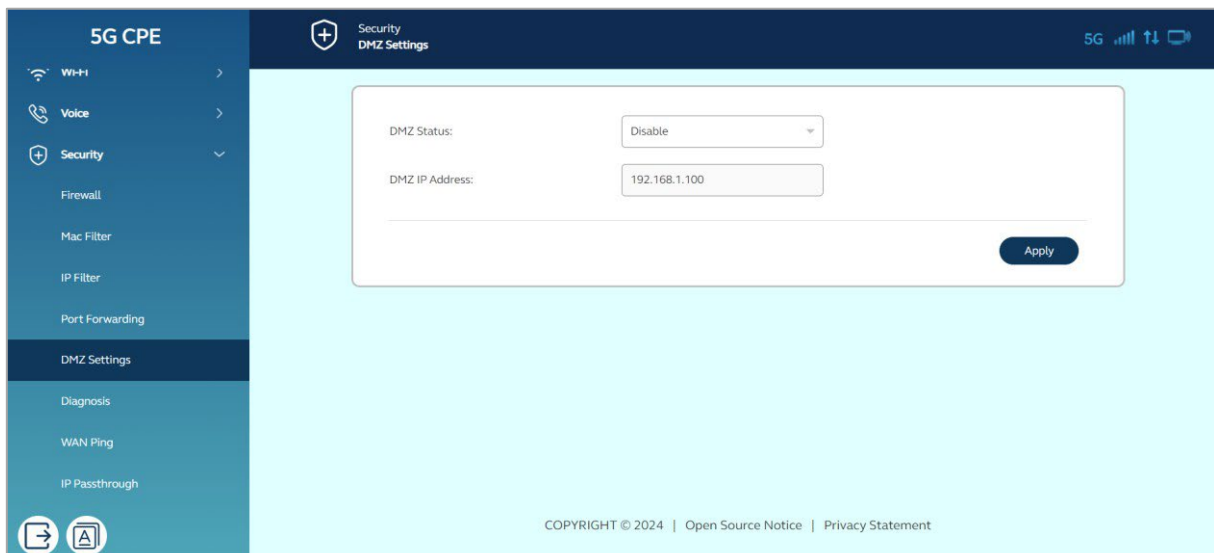 5G CPE
Wi-Fi
Voice
Security
Firewall
Mac Filter
IP Filter
Port Forwarding
DMZ Settings
Diagnosis
WAN Ping
IP Passthrough
A
Security
DMZ Settings
5G
DMZ Status:
Disable
DMZ IP Address:
192.168.1.100
Apply
COPYRIGHT © 2024 | Open Source Notice | Privacy Statement